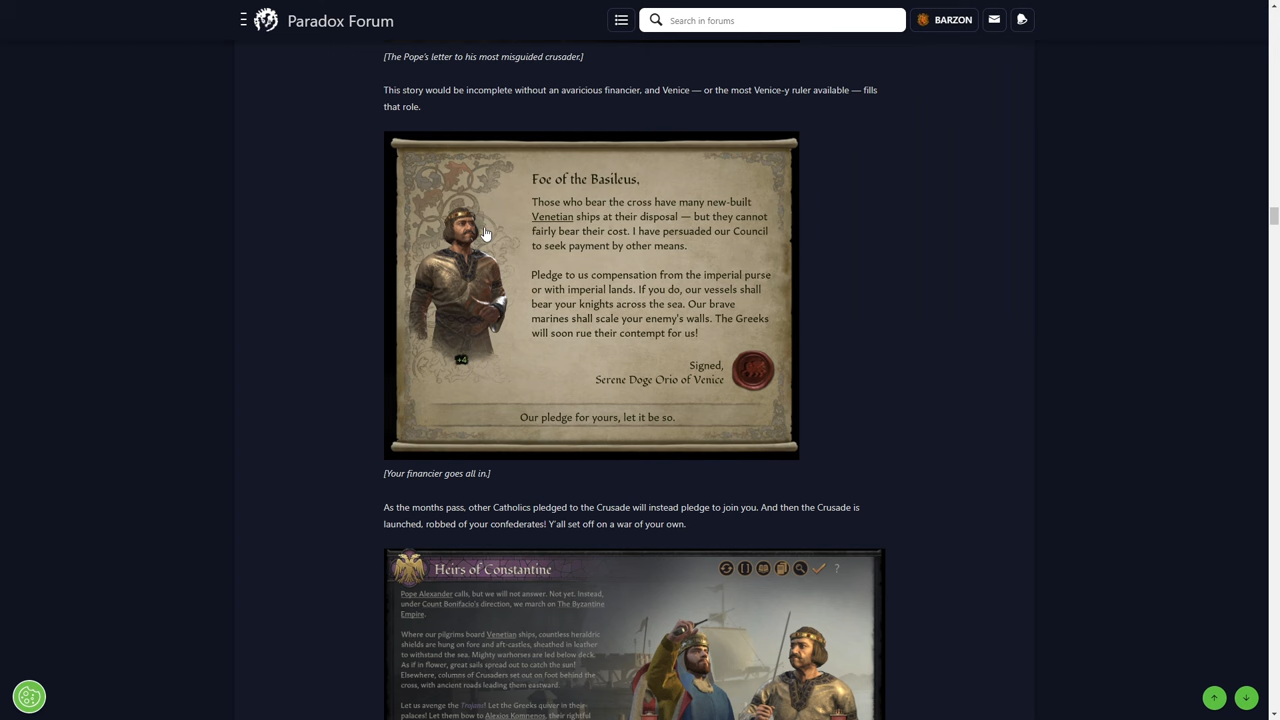 Paradox Forum
Search in forums
BARZON
[The Pope's letter to his most misguided crusader.]
This story would be incomplete without an avaricious financier, and Venice — or the most Venice-y ruler available — fills
that role.
Foe of the Basileus,
Those who bear the cross have many new-built
Venetian ships at their disposal — but they cannot
fairly bear their cost. I have persuaded our Council
to seek payment by other means.
Pledge to us compensation from the imperial purse
or with imperial lands. If you do, our vessels shall
bear your knights across the sea. Our brave
marines shall scale your enemy's walls. The Greeks
will soon rue their contempt for us!
+4
Signed,
Serene Doge Orio of Venice
Our pledge for yours, let it be so.
[Your financier goes all in.]
As the months pass, other Catholics pledged to the Crusade will instead pledge to join you. And then the Crusade is
launched, robbed of your confederates! Y'all set off on a war of your own.
Heirs of Constantine
?
Pope Alexander calls, but we will not answer. Not yet. Instead,
under Count Bonifacio's direction, we march on The Byzantine
Empire.
Where our pilgrims board Venetian ships, countless heraldric
shields are hung on fore and aft-castles, sheathed in leather
to withstand the sea. Mighty warhorses are led below deck.
As if in flower, great sails spread out to catch the sun!
Elsewhere, columns of Crusaders set out on foot behind the
cross, with ancient roads leading them eastward.
Let us avenge the Trojans! Let the Greeks quiver in their
palaces! Let them bow to Alexios Komnenos, their rightful